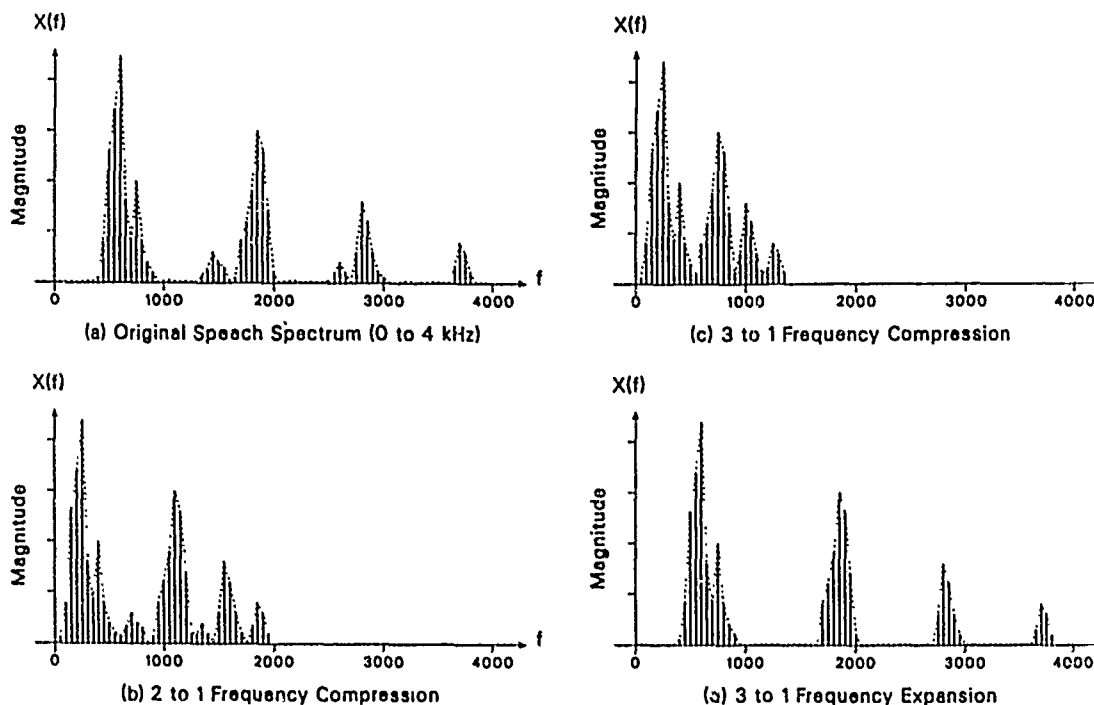 X(f)
Magnitude
0 1000 2000 3000 4000 f
(a) Original Speech Spectrum (0 to 4 kHz)
X(f)
Magnitude
0 1000 2000 3000 4000 f
(b) 2 to 1 Frequency Compression
X(f)
Magnitude
0 1000 2000 3000 4000
(c) 3 to 1 Frequency Compression
X(f)
Magnitude
0 1000 2000 3000 4000
3 to 1 Frequency Expansion